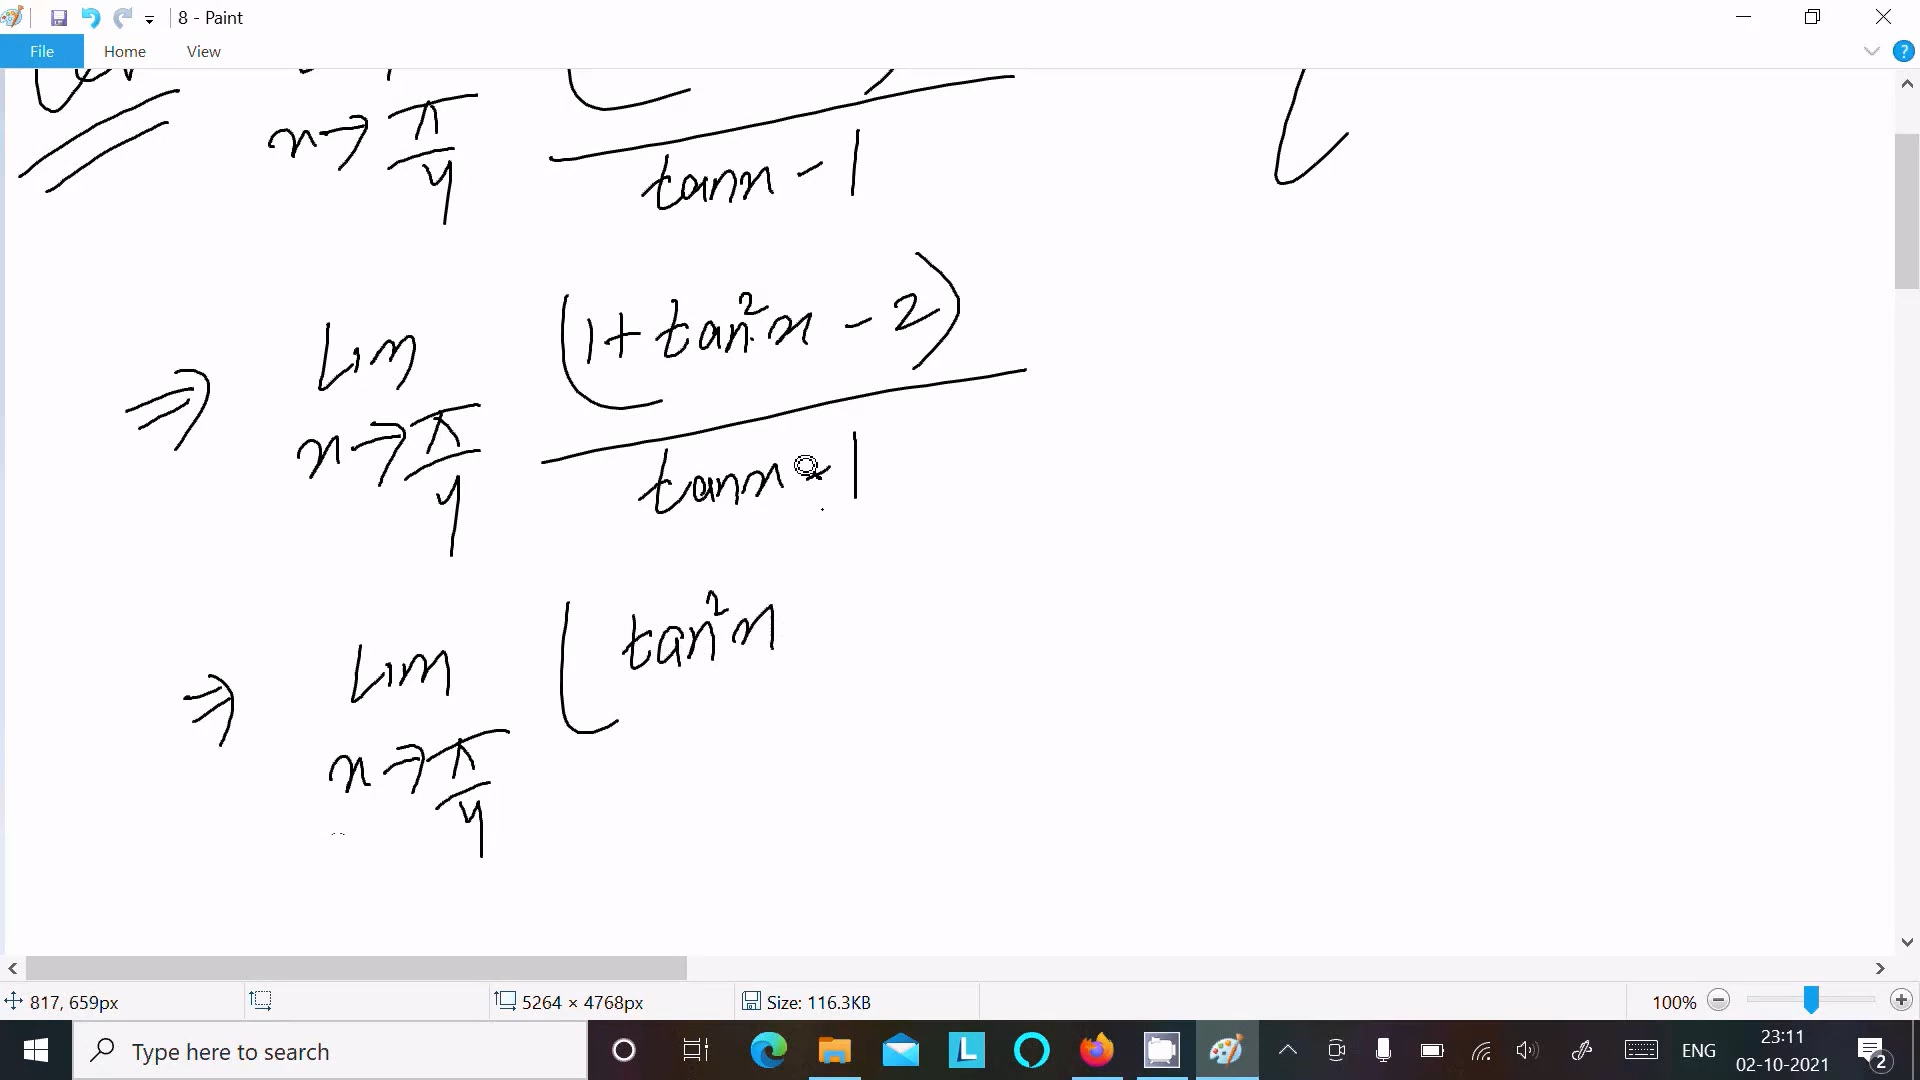 8 - Paint
File Home View
x→π/4
tanx - 1
⇒ Lim x→π/4 (1 + tan²x - 2)
tanx - 1
⇒ Lim x→π/4 ( tan²x
817, 659px
5264 × 4768px
Size: 116.3KB
100%
Type here to search
L
ENG
23:11
02-10-2021
2